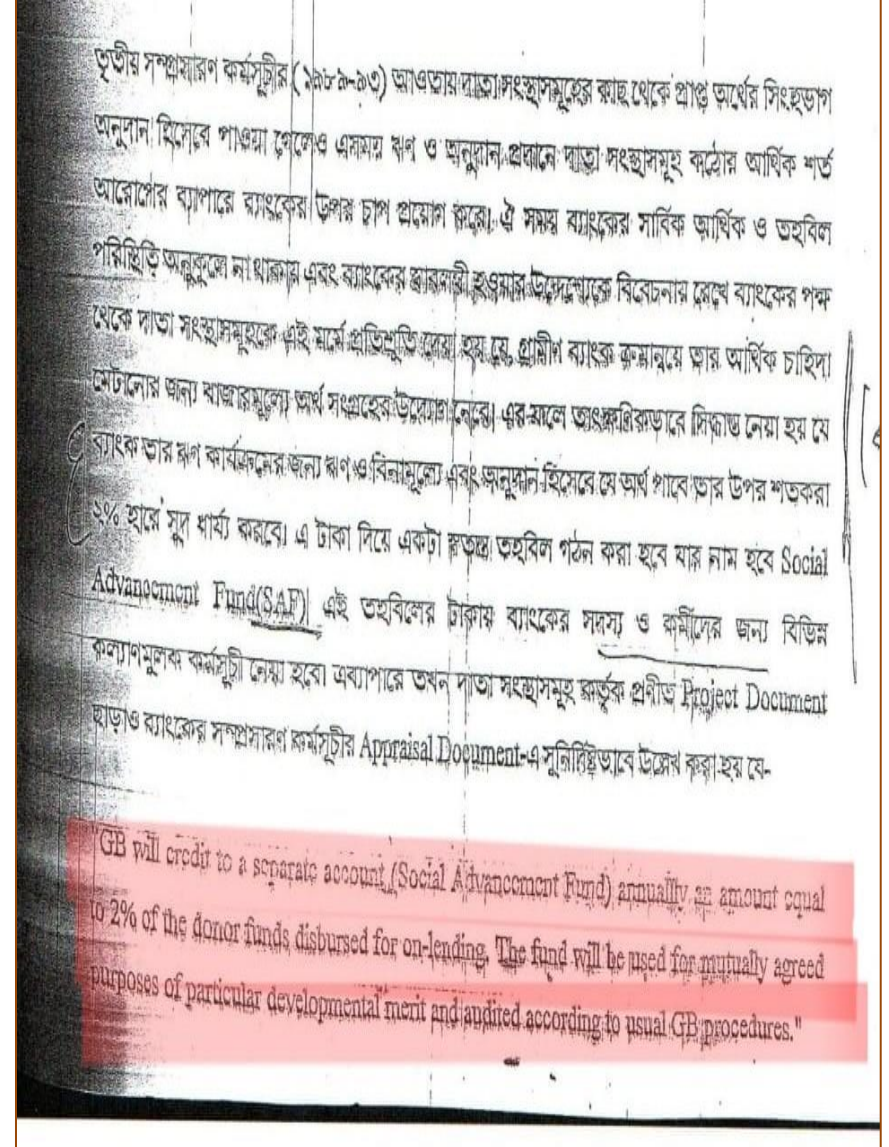 তৃতীয় সম্প্রসারণ কর্মসূচীর (১৯৮৯-৯৩) আওতায় দাতা সংস্থাসমূহের কাছ থেকে প্রাপ্ত অর্থের সিংহভাগ
অনুদান হিসেবে পাওয়া গেলেও এসময় ঋণ ও অনুদান প্রদানে দাতা সংস্থাসমূহ কঠোর আর্থিক শর্ত
আরোপের ব্যাপারে ব্যাংকের উপর চাপ প্রয়োগ করে। ঐ সময় ব্যাংকের সার্বিক আর্থিক ও তহবিল
পরিস্থিতি অনুকুলে না থাকায় এবং ব্যাংকের হওয়ার উদ্দেশ্যেকে বিবেচনায় রেখে ব্যাংকের পক্ষ
থেকে দাতা সংস্থাসমূহকে এই মর্মে প্রতিশ্রুতি দেয়া হয় যে, গ্রামীণ ব্যাংক ক্রমান্বয়ে তার আর্থিক চাহিদা
মেটানোর জন্য বাজারমূল্যে অর্থ সংগ্রহের উদ্যোগ নেবে। এর ফলে তাৎক্ষণিকভাবে সিদ্ধান্ত নেয়া হয় যে
ব্যাংক তার ঋণ কার্যক্রমের জন্য ঋণ ও বিনামূল্যে এবং অনুদান হিসেবে যে অর্থ পাবে তার উপর শতকরা
২% হারে সুদ ধার্য্য করবে। এ টাকা দিয়ে একটা স্বতন্ত্র তহবিল গঠন করা হবে যার নাম হবে Social
Advancement Fund(SAF)। এই তহবিলের টাকায় ব্যাংকের সদস্য ও কর্মীদের জন্য বিভিন্ন
কল্যাণমূলক কর্মসূচী নেয়া হবে। এব্যাপারে তখন দাতা সংস্থাসমূহ কর্তৃক প্রণীত Project Document
ছাড়াও ব্যাংকের সম্প্রসারণ কর্মসূচীর Appraisal Document-এ সুনির্দিষ্টভাবে উল্লেখ করা হয় যে-
"GB will credit to a separate account (Social Advancement Fund) annually an amount equal
to 2% of the donor funds disbursed for on-lending. The fund will be used for mutually agreed
purposes of particular developmental merit and audited according to usual GB procedures."